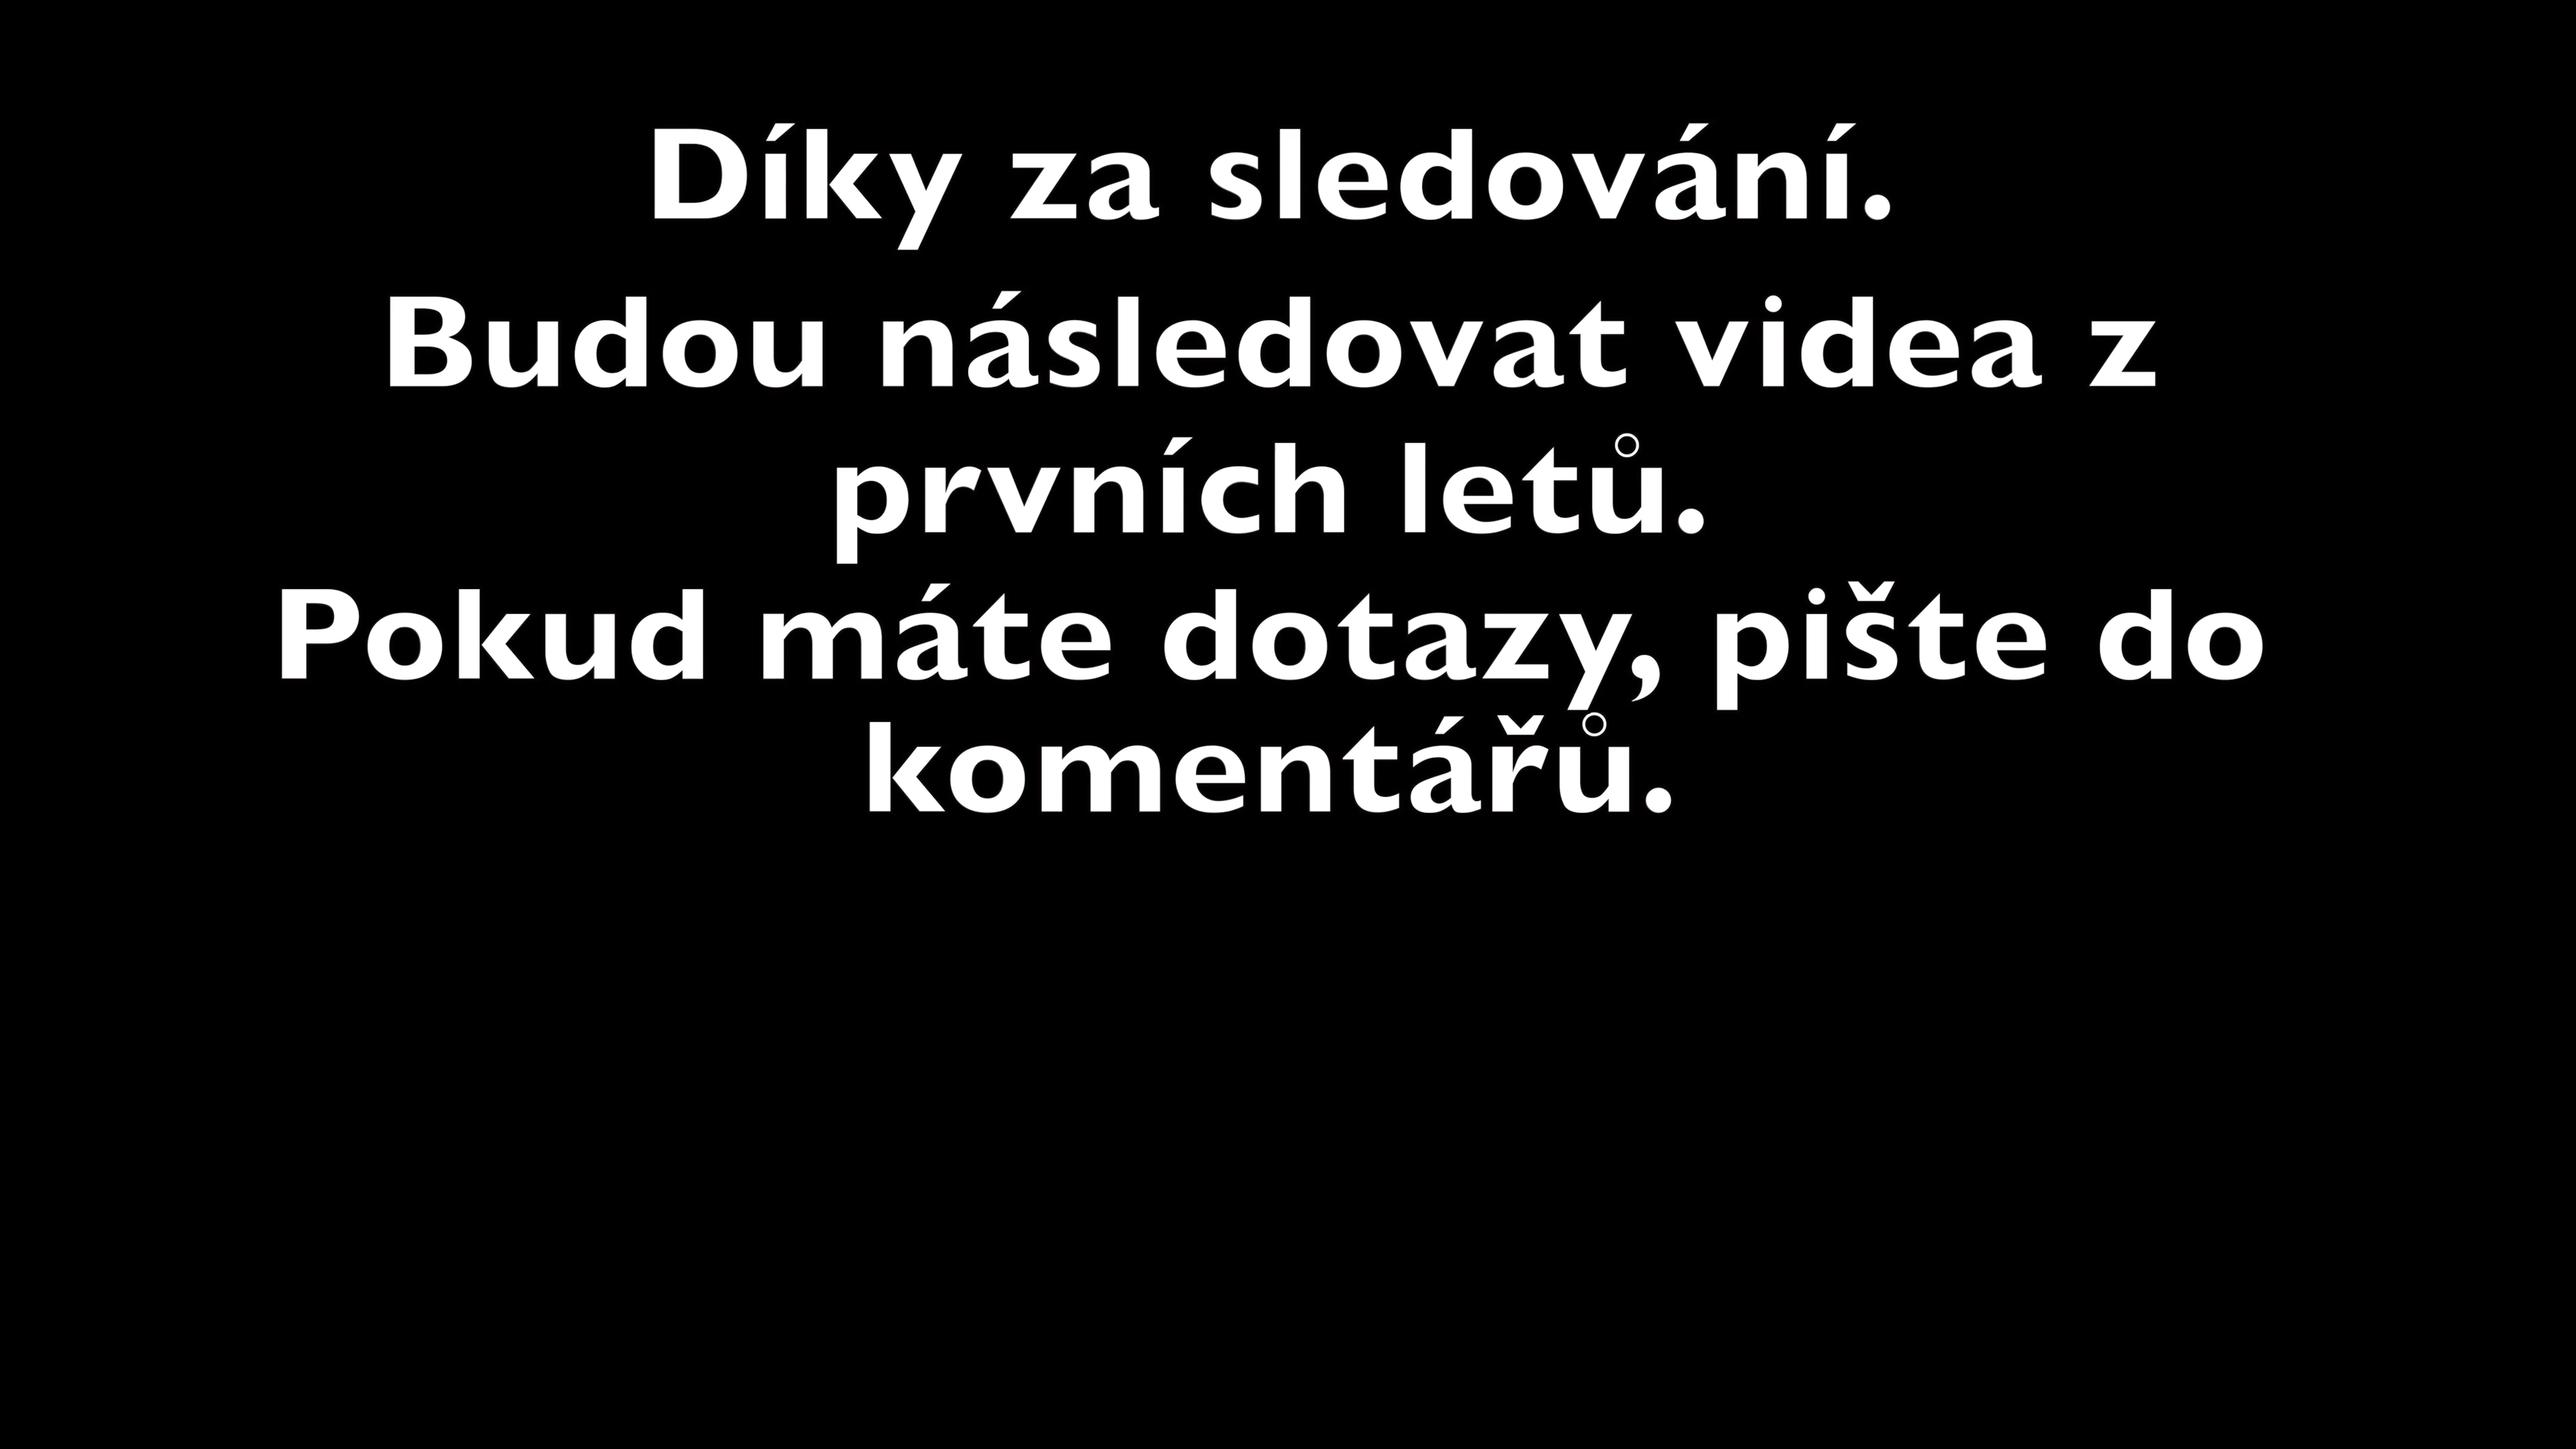 Díky za sledování.
Budou následovat videa z
prvních letů.
Pokud máte dotazy, pište do
komentářů.